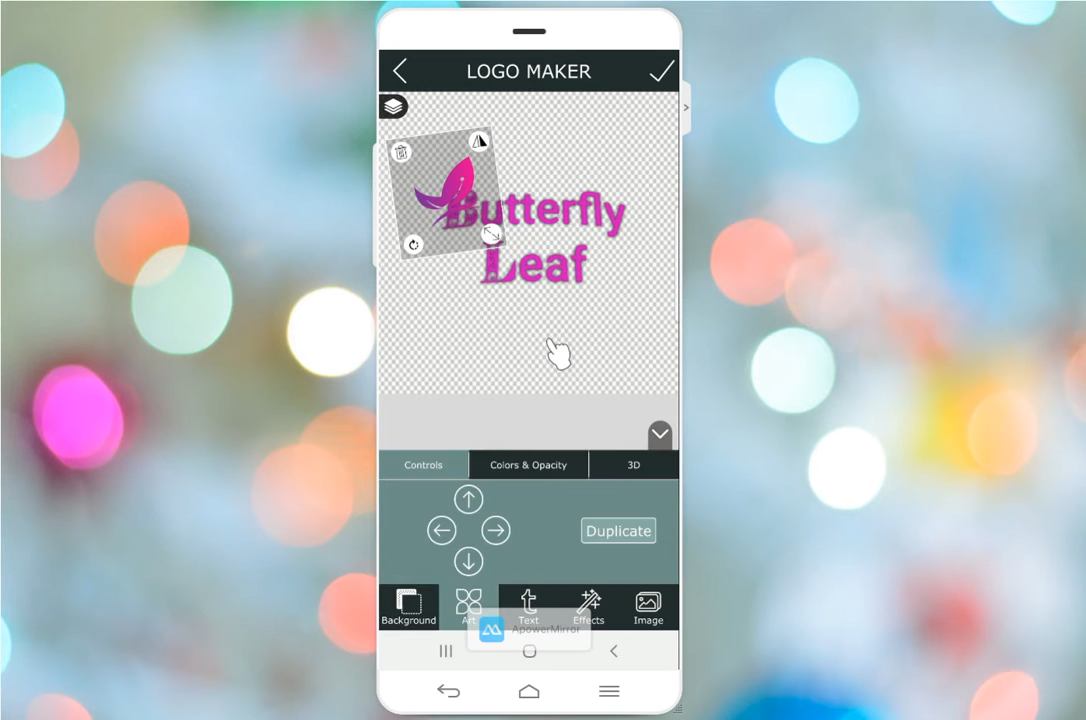 LOGO MAKER
Butterfly
Leaf
Controls
Colors & Opacity
3D
Duplicate
Background
Art
Text
Effects
Image
ApowerMirror